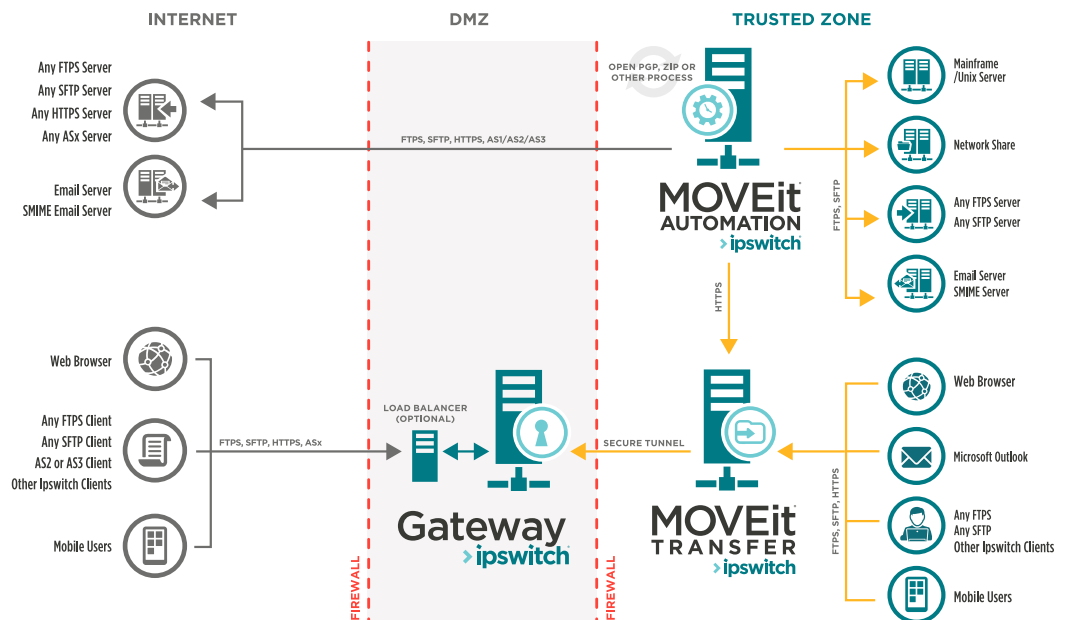 INTERNET
DMZ
TRUSTED ZONE
Any FTPS Server
Any SFTP Server
Any HTTPS Server
Any ASx Server
Email Server
SMIME Email Server
FTPS, SFTP, HTTPS, AS1/AS2/AS3
OPEN PGP, ZIP OR
OTHER PROCESS
MOVEit
AUTOMATION
ipswitch
FTPS, SFTP
Mainframe
/Unix Server
Network Share
Any FTPS Server
Any SFTP Server
Email Server
SMIME Server
HTTPS
Web Browser
Any FTPS Client
Any SFTP Client
AS2 or AS3 Client
Other Ipswitch Clients
Mobile Users
FTPS, SFTP, HTTPS, ASx
LOAD BALANCER
(OPTIONAL)
Gateway
ipswitch
SECURE TUNNEL
MOVEit
TRANSFER
ipswitch
FTPS, SFTP, HTTPS
Web Browser
Microsoft Outlook
Any FTPS
Any SFTP
Other Ipswitch Clients
Mobile Users
FIREWALL
FIREWALL